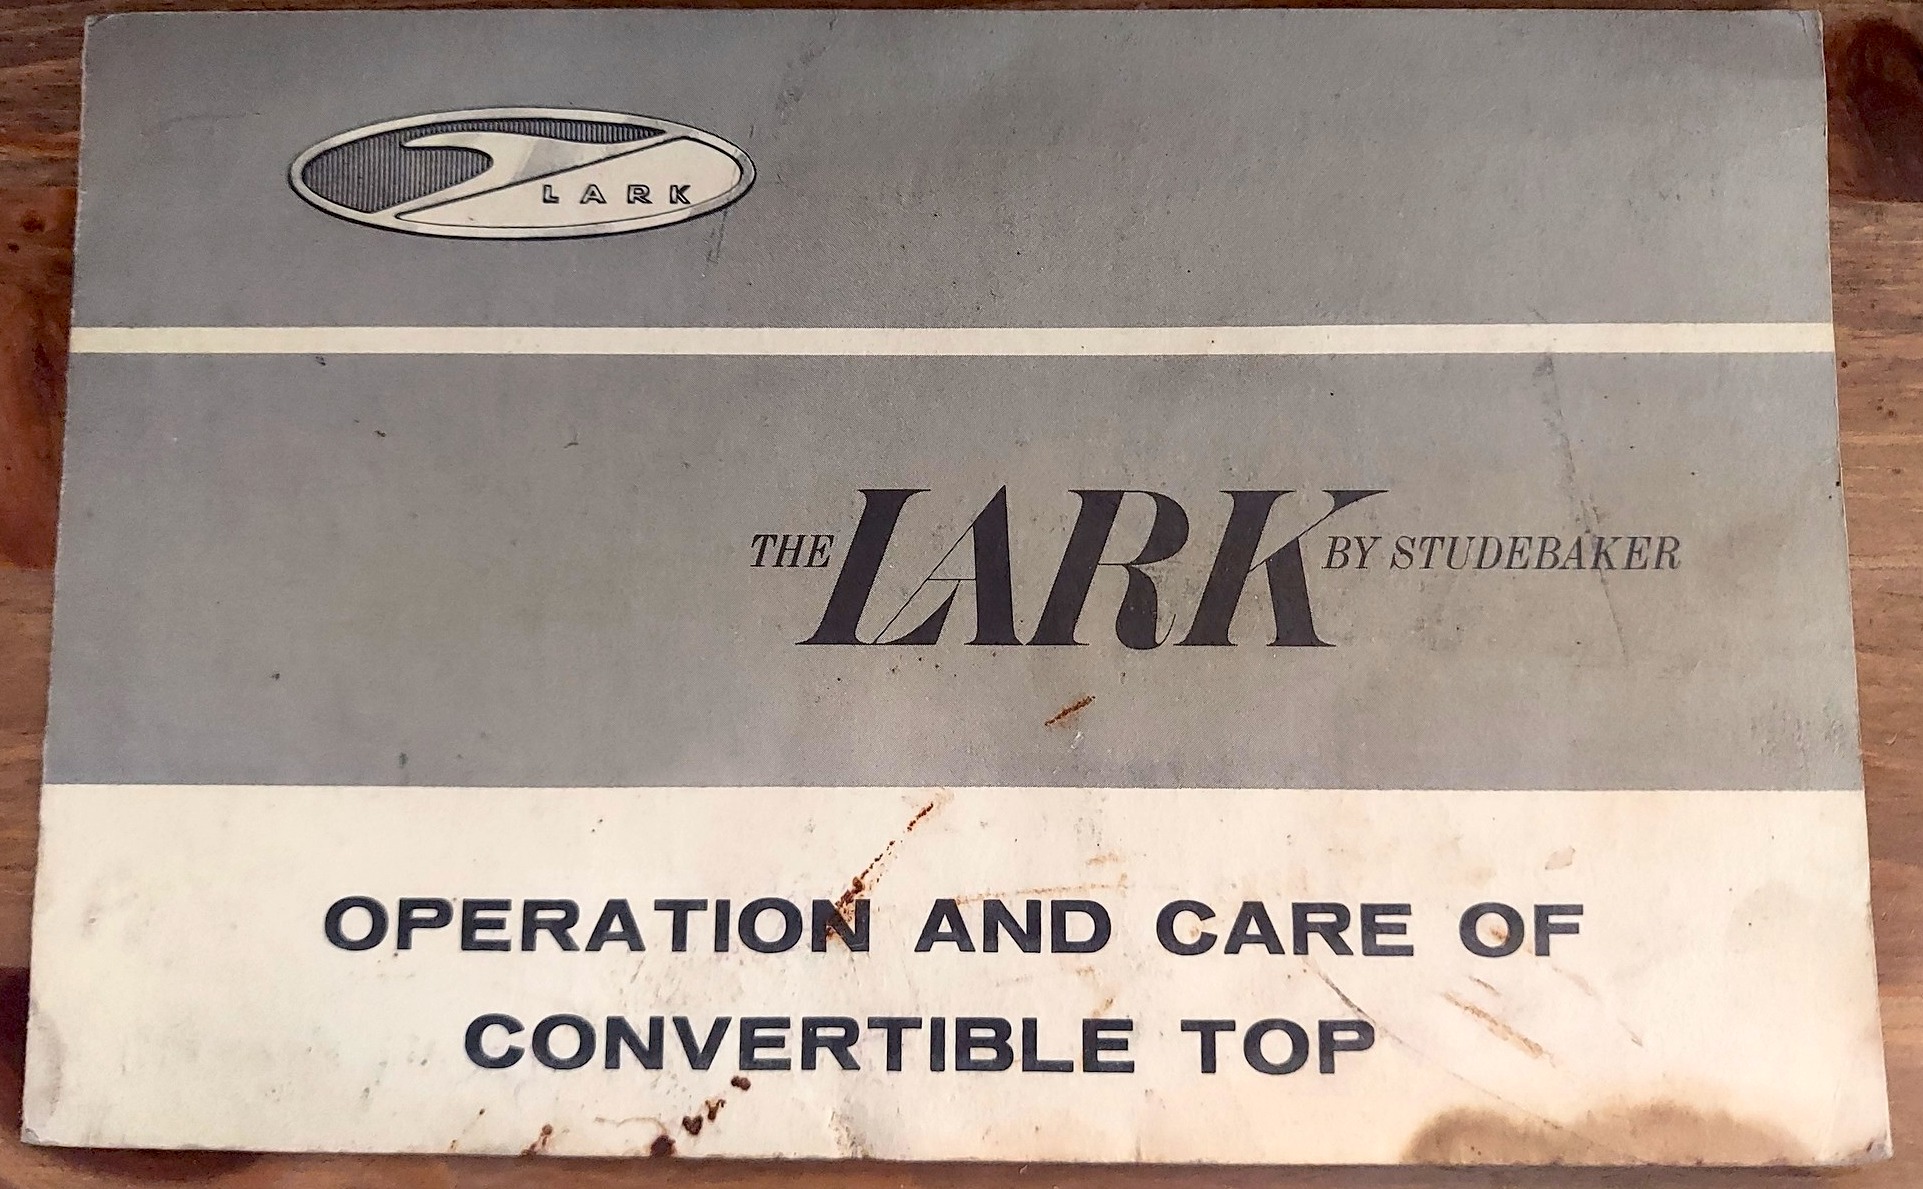 LARK
THE LARK BY STUDEBAKER
OPERATION AND CARE OF
CONVERTIBLE TOP